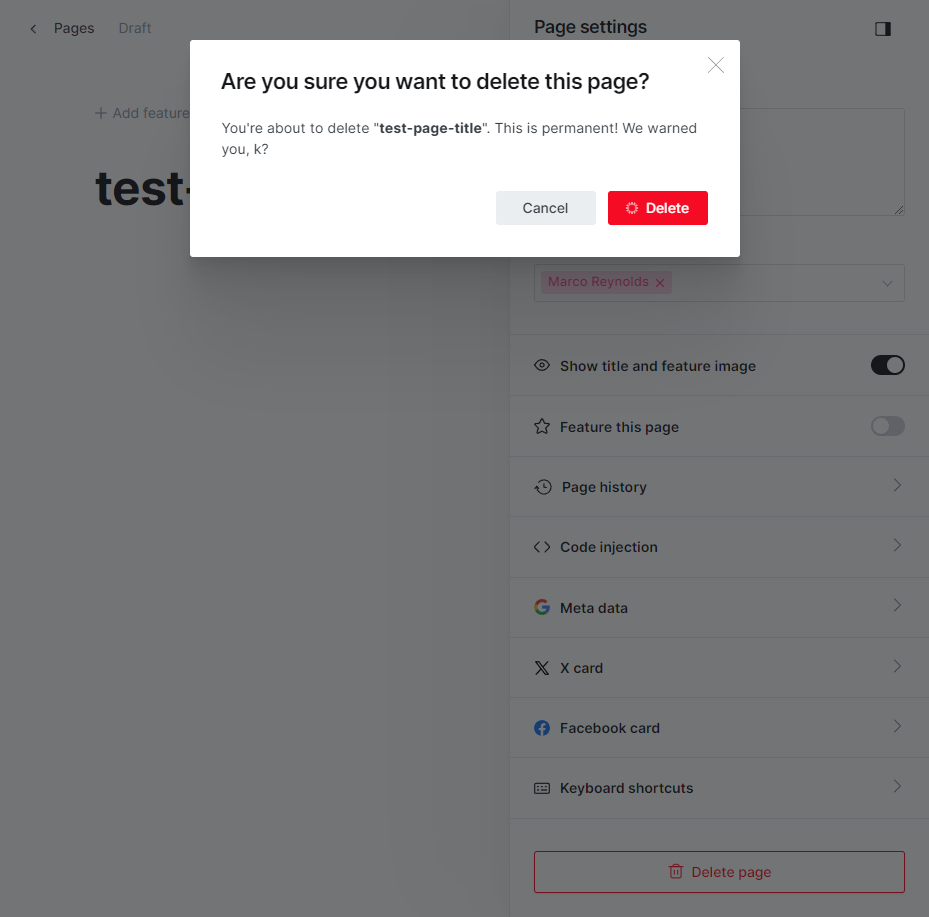 Pages
Draft
Page settings
Are you sure you want to delete this page?
You're about to delete "test-page-title". This is permanent! We warned
you, k?
Cancel
Delete
+ Add feature
test-
Marco Reynolds
Show title and feature image
Feature this page
Page history
Code injection
Meta data
X card
Facebook card
Keyboard shortcuts
Delete page